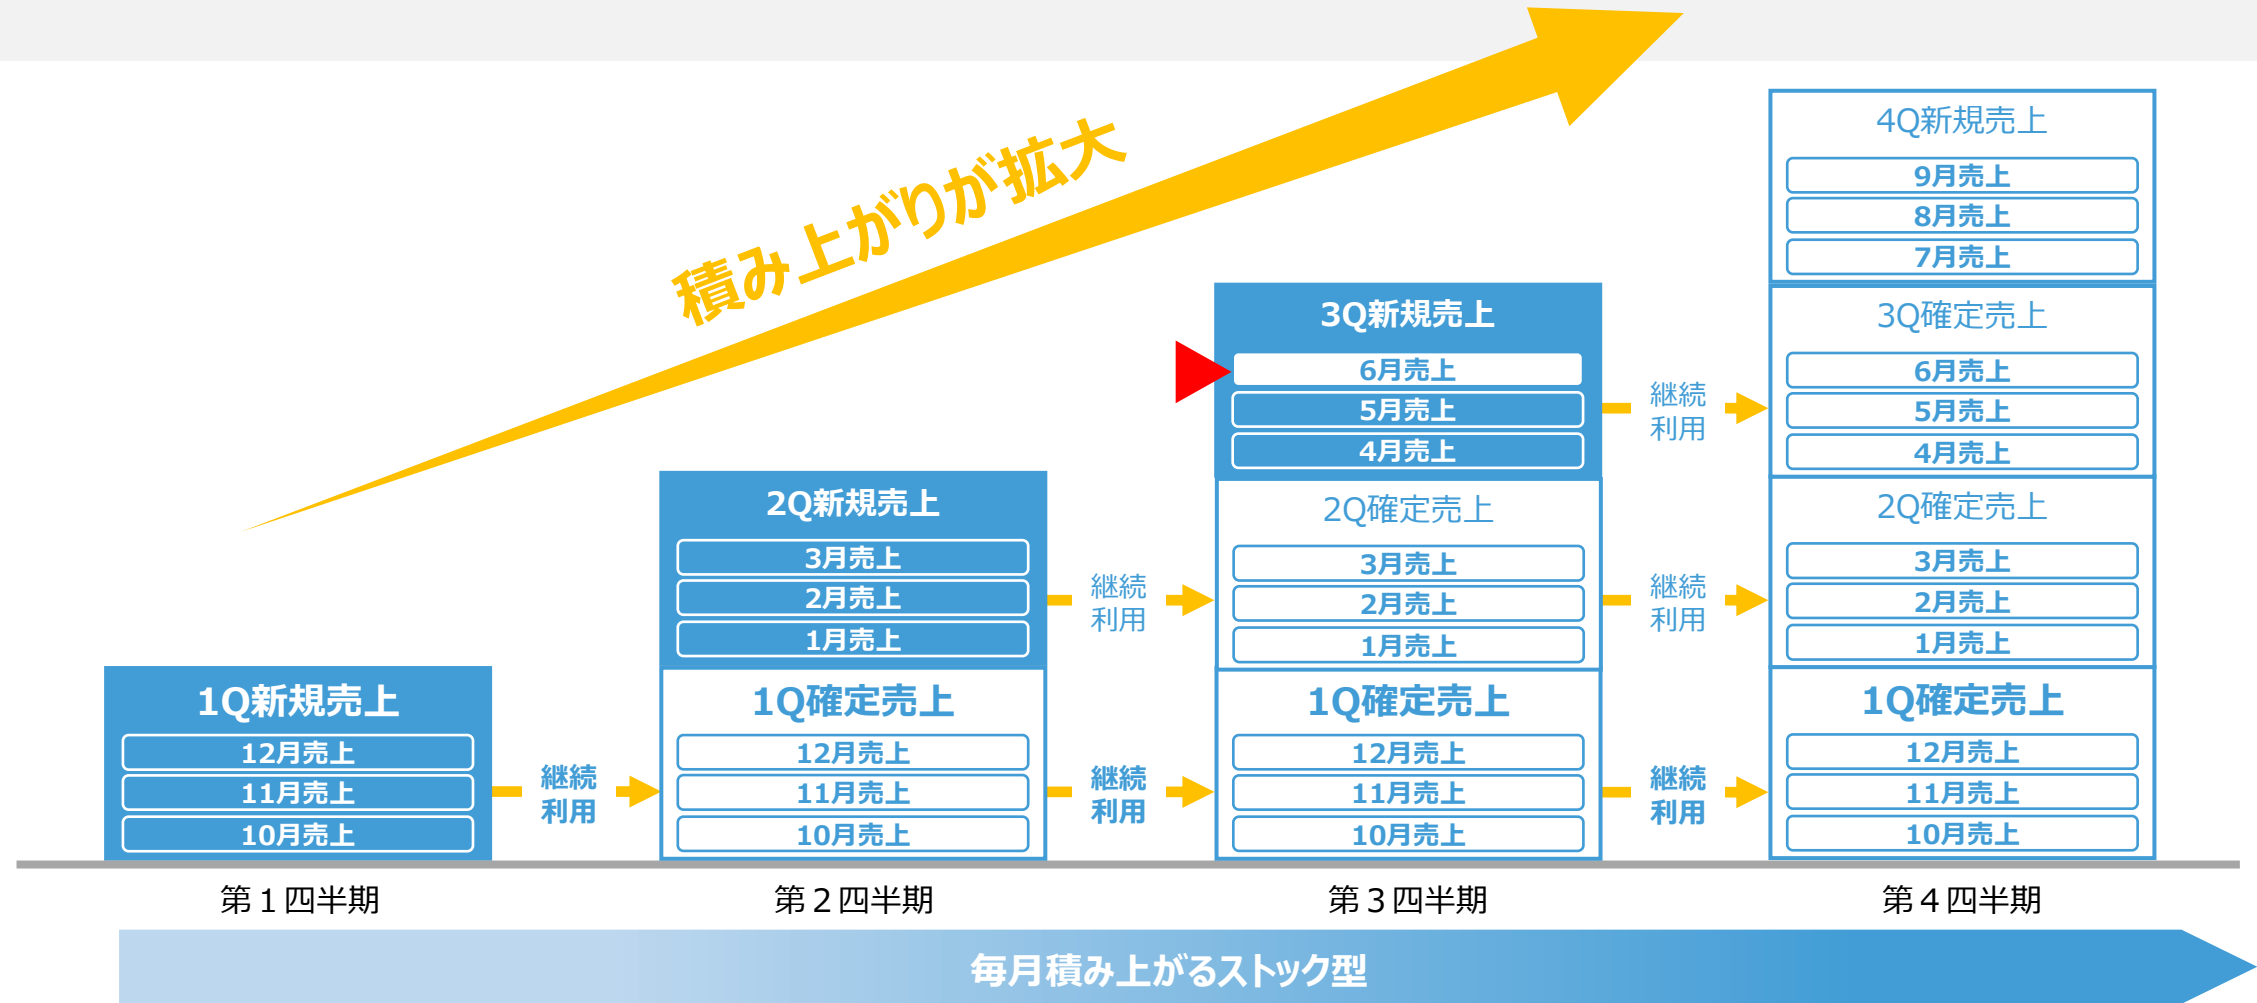 積み上がりが拡大
1Q新規売上
12月売上
11月売上
10月売上
継続
利用
2Q新規売上
3月売上
2月売上
1月売上
1Q確定売上
12月売上
11月売上
10月売上
継続
利用
継続
利用
3Q新規売上
6月売上
5月売上
4月売上
2Q確定売上
3月売上
2月売上
1月売上
1Q確定売上
12月売上
11月売上
10月売上
継続
利用
継続
利用
継続
利用
4Q新規売上
9月売上
8月売上
7月売上
3Q確定売上
6月売上
5月売上
4月売上
2Q確定売上
3月売上
2月売上
1月売上
1Q確定売上
12月売上
11月売上
10月売上
第１四半期
第２四半期
第３四半期
第４四半期
毎月積み上がるストック型